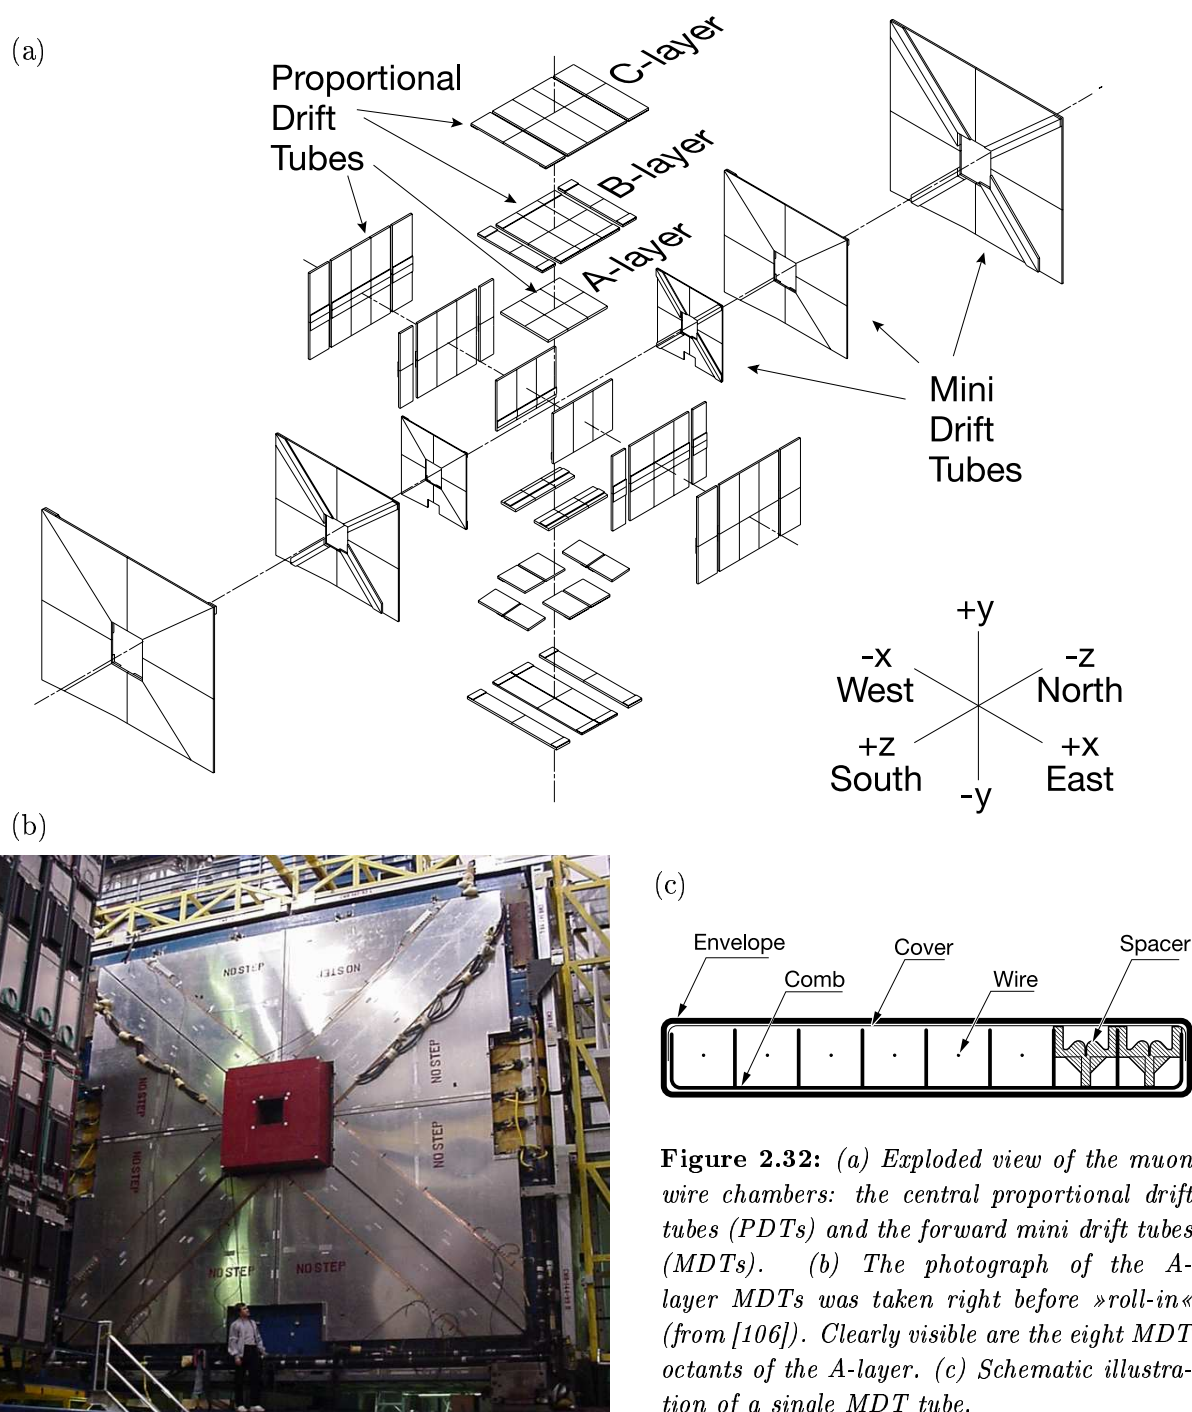 (a)
Proportional
Drift
Tubes
C-layer
B-layer
A-layer
Mini
Drift
Tubes
+y
-x
West
-z
North
+z
South
+x
East
-y
(b)
NO STEP
NO STEP
NO STEP
NO STEP
NO STEP
NO STEP
NO STEP
NO STEP
(c)
Envelope
Cover
Spacer
Comb
Wire
Figure 2.32: (a) Exploded view of the muon
wire chambers: the central proportional drift
tubes (PDTs) and the forward mini drift tubes
(MDTs). (b) The photograph of the A-
layer MDTs was taken right before »roll-in«
(from [106]). Clearly visible are the eight MDT
octants of the A-layer. (c) Schematic illustra-
tion of a single MDT tube.